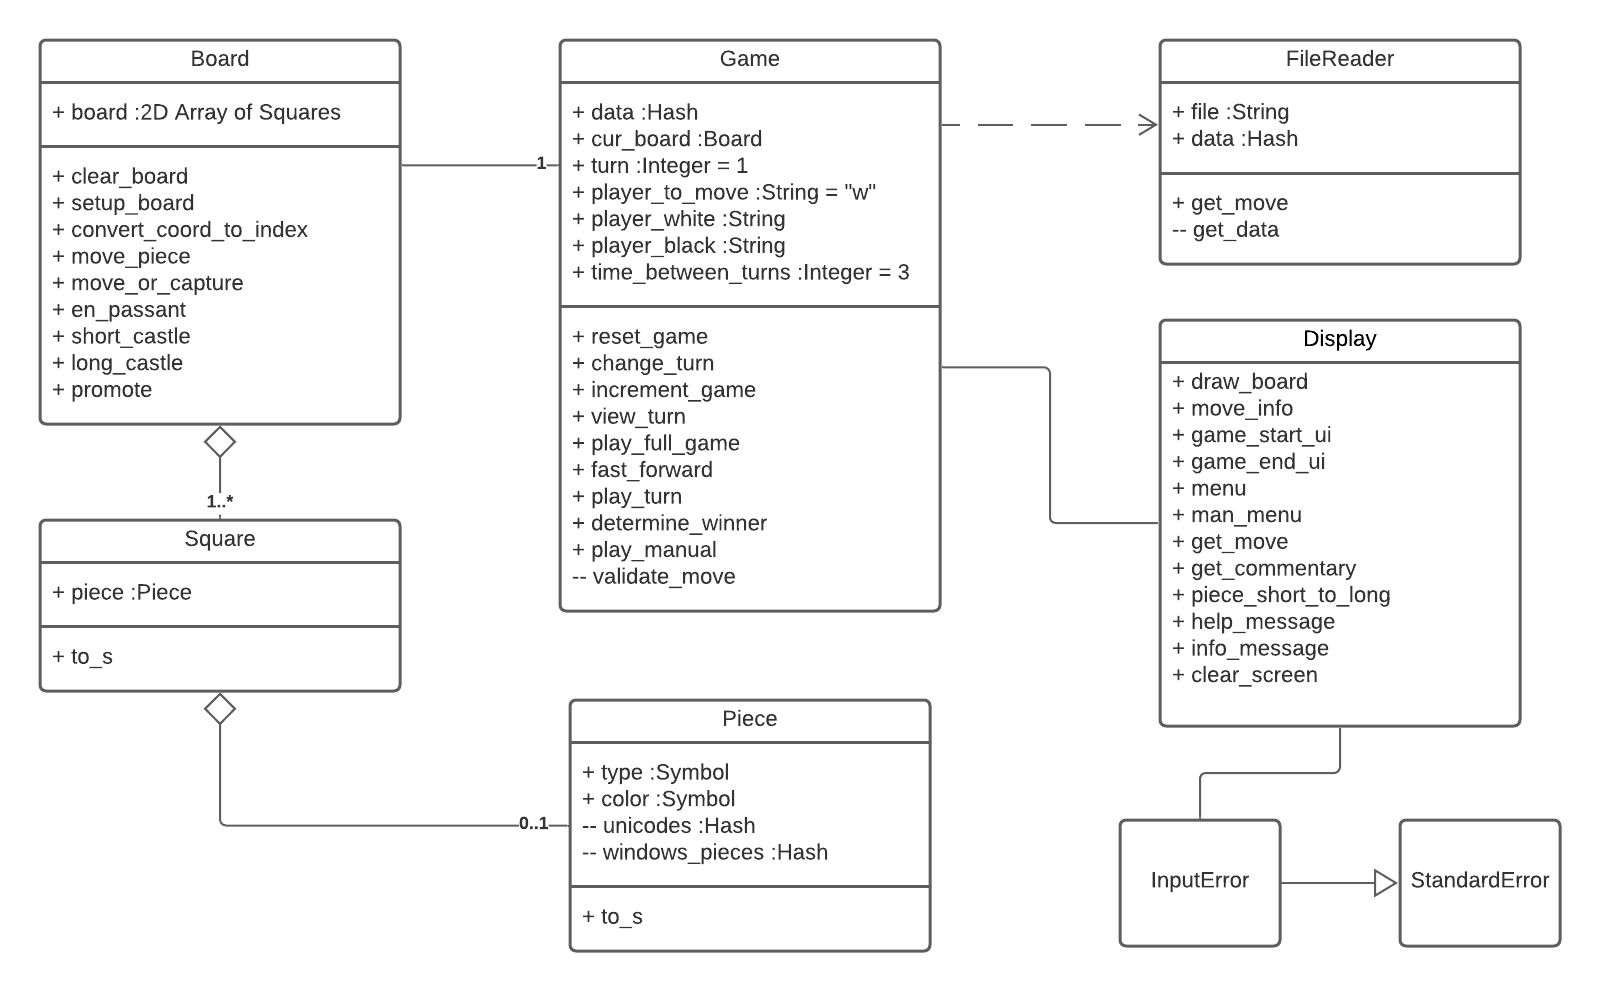 Board
+ board :2D Array of Squares
+ clear_board
+ setup_board
+ convert_coord_to_index
+ move_piece
+ move_or_capture
+ en_passant
+ short_castle
+ long_castle
+ promote
1
Game
+ data :Hash
+ cur_board :Board
+ turn :Integer = 1
+ player_to_move :String = "w"
+ player_white :String
+ player_black :String
+ time_between_turns :Integer = 3
+ reset_game
+ change_turn
+ increment_game
+ view_turn
+ play_full_game
+ fast_forward
+ play_turn
+ determine_winner
+ play_manual
-- validate_move
FileReader
+ file :String
+ data :Hash
+ get_move
-- get_data
Display
+ draw_board
+ move_info
+ game_start_ui
+ game_end_ui
+ menu
+ man_menu
+ get_move
+ get_commentary
+ piece_short_to_long
+ help_message
+ info_message
+ clear_screen
1..*
Square
+ piece :Piece
+ to_s
0..1
Piece
+ type :Symbol
+ color :Symbol
-- unicodes :Hash
-- windows_pieces :Hash
+ to_s
InputError
StandardError